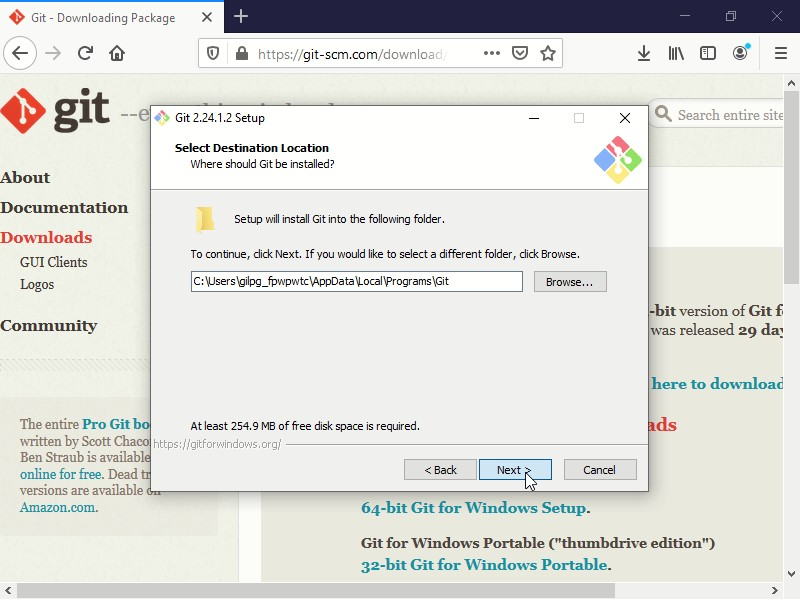 Git - Downloading Package
https://git-scm.com/download/
git
Search entire site
About
Documentation
Downloads
GUI Clients
Logos
Community
The entire Pro Git
written by Scott
Ben Straub is available
online for free. Dead
versions are available on
Amazon.com.
Git 2.24.1.2 Setup
Select Destination Location
Where should Git be installed?
Setup will install Git into the following folder.
To continue, click Next. If you would like to select a different folder, click Browse.
C:\Users\gilpg_fpwpwtc\AppData\Local\Programs\Git
Browse...
At least 254.9 MB of free disk space is required.
https://gitforwindows.org/
< Back
Next >
Cancel
-bit version of Git
was released 29
here to download
ads
64-bit Git for Windows Setup.
Git for Windows Portable ("thumbdrive edition")
32-bit Git for Windows Portable.